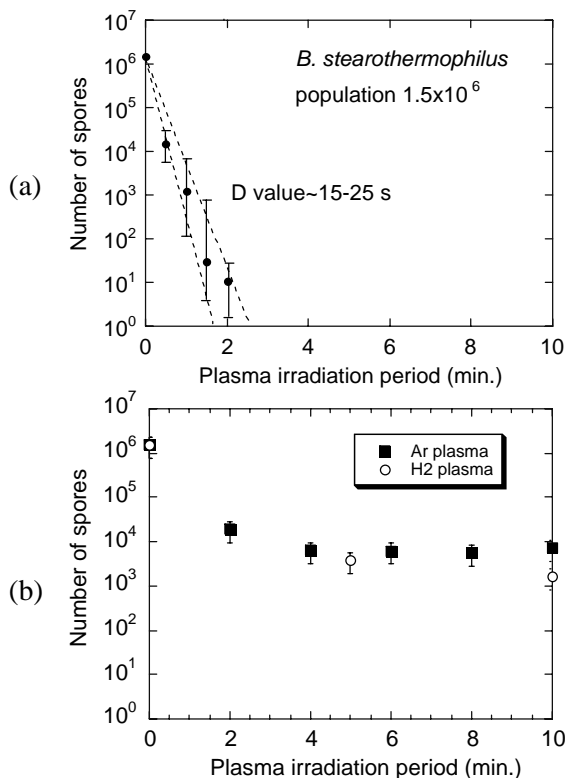 (a)
Number of spores
10^7
10^6
10^5
10^4
10^3
10^2
10^1
10^0
B. stearothermophilus
population 1.5x10^6
D value~15-25 s
0 2 4 6 8 10
Plasma irradiation period (min.)
(b)
Number of spores
10^7
10^6
10^5
10^4
10^3
10^2
10^1
10^0
Ar plasma
H2 plasma
0 2 4 6 8 10
Plasma irradiation period (min.)